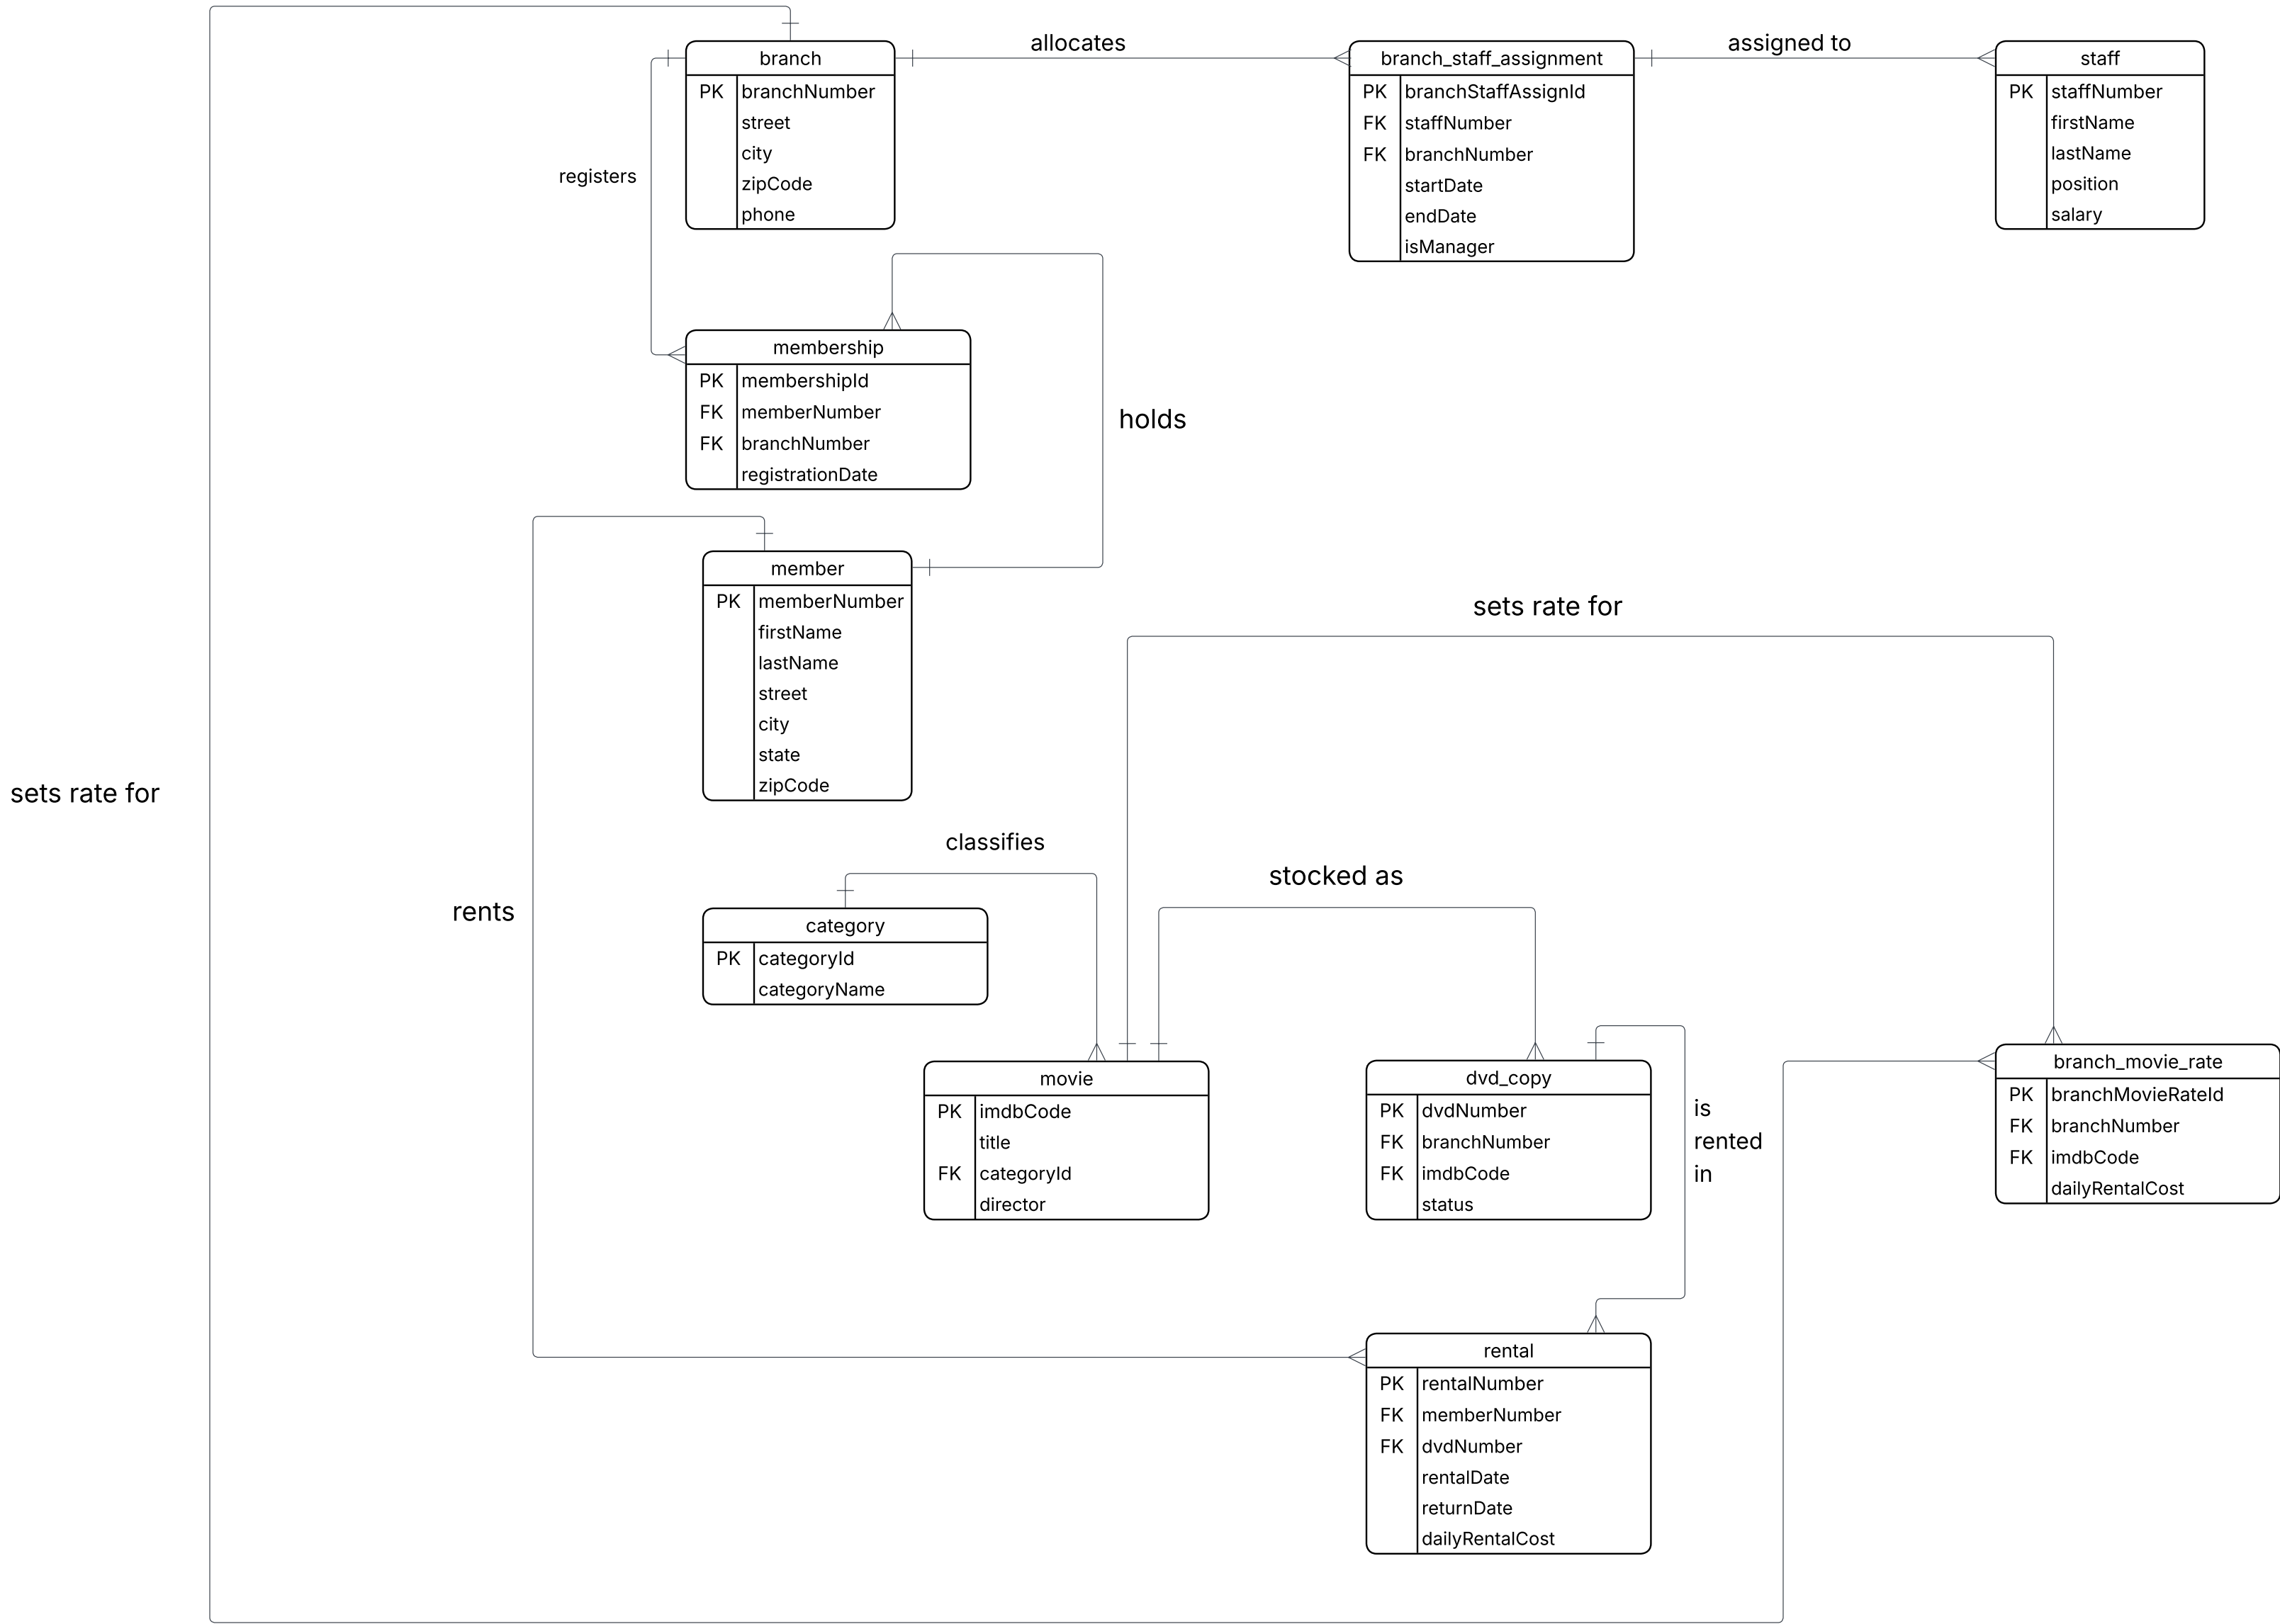 allocates
assigned to
branch
PK branchNumber
street
city
zipCode
phone
branch_staff_assignment
PK branchStaffAssignId
FK staffNumber
FK branchNumber
startDate
endDate
isManager
staff
PK staffNumber
firstName
lastName
position
salary
registers
membership
PK membershipId
FK memberNumber
FK branchNumber
registrationDate
holds
member
PK memberNumber
firstName
lastName
street
city
state
zipCode
sets rate for
sets rate for
classifies
stocked as
rents
category
PK categoryId
categoryName
movie
PK imdbCode
title
FK categoryId
director
dvd_copy
PK dvdNumber
FK branchNumber
FK imdbCode
status
is
rented
in
branch_movie_rate
PK branchMovieRateId
FK branchNumber
FK imdbCode
dailyRentalCost
rental
PK rentalNumber
FK memberNumber
FK dvdNumber
rentalDate
returnDate
dailyRentalCost